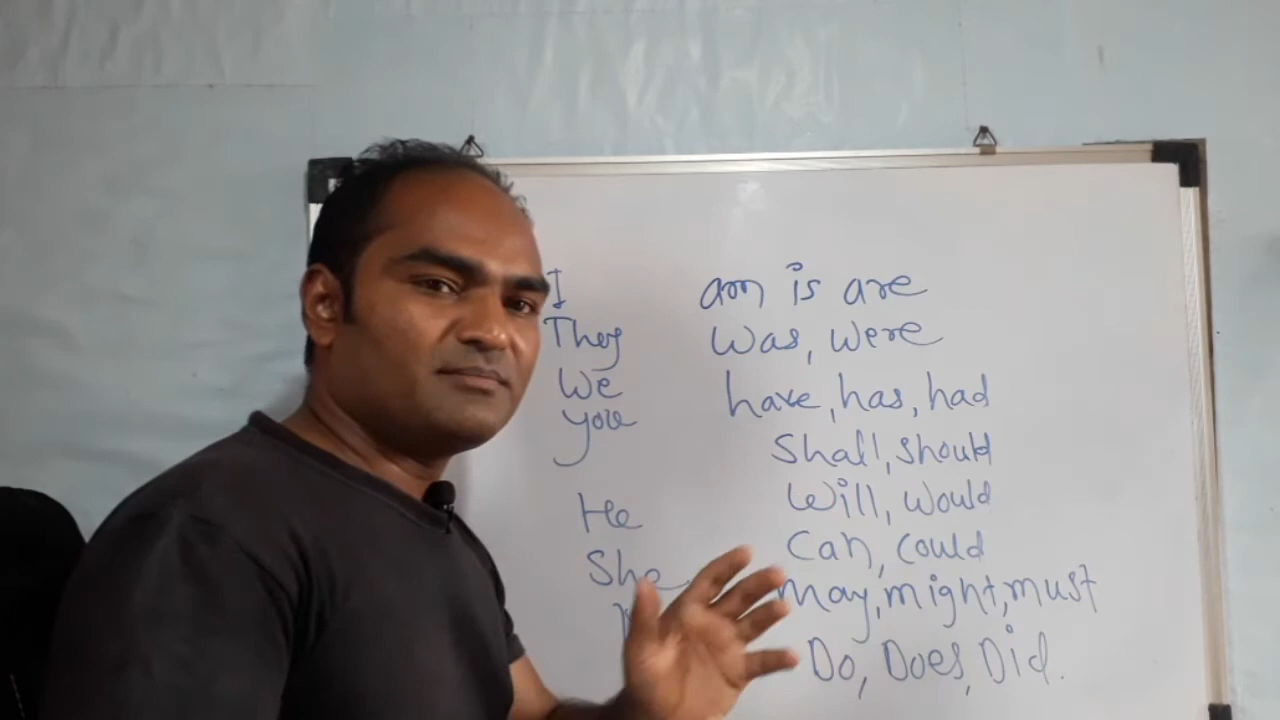 I am is are
They was, were
We have, has, had
you shall, should
He will, would
She can, could
may, might, must
Do, Does, Did.